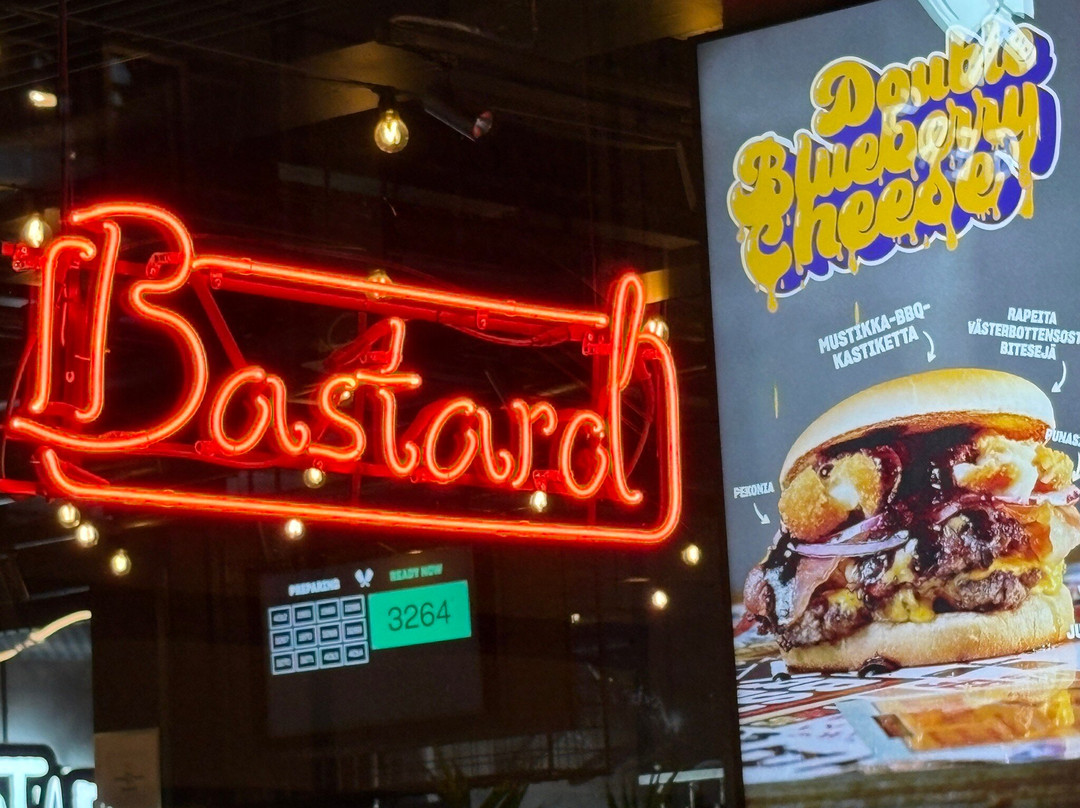 Bastard
Double
Blueberry
Cheese
MUSTIKKA-BBQ-
KASTIKETTA
RAPEITA
VÄSTERBOTTENSOST
BITESEJÄ
PEKONIA
PREPARING
READY NOW
3264